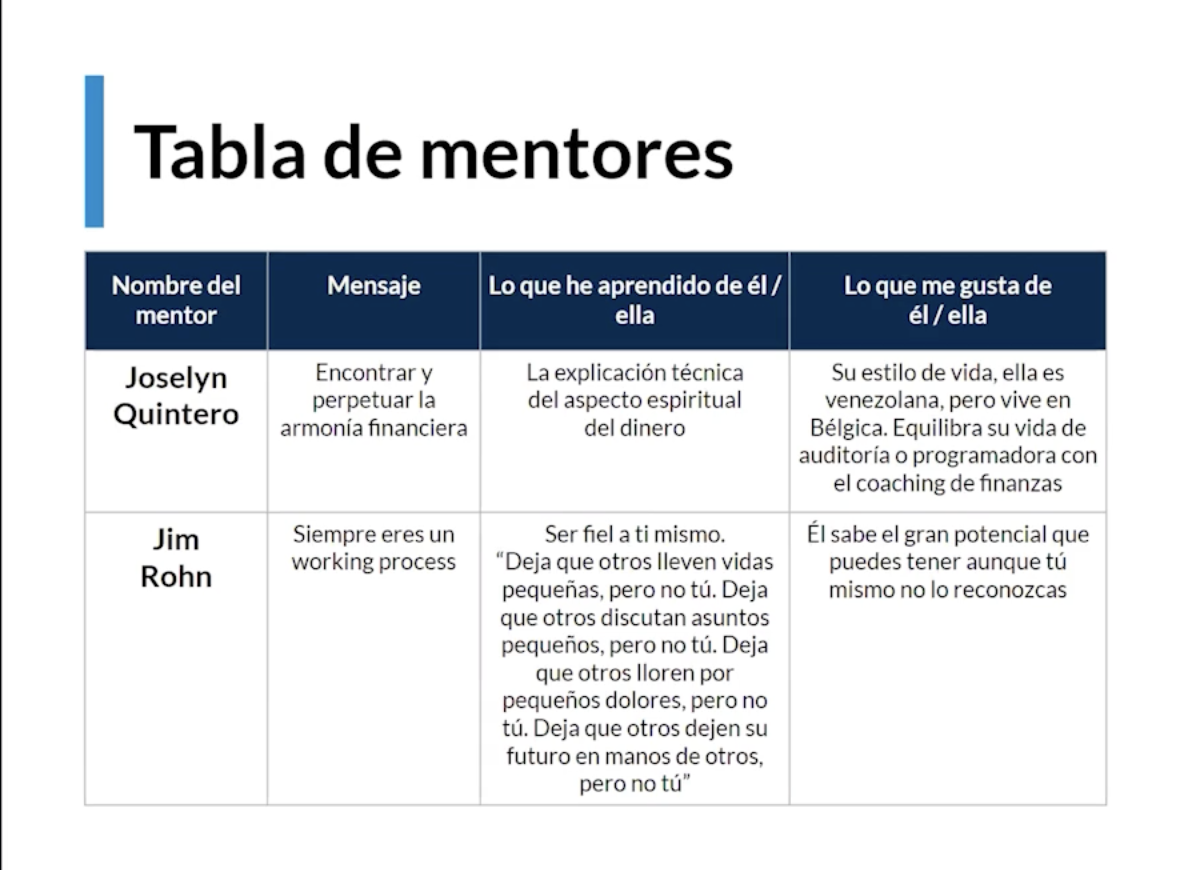 Tabla de mentores
Nombre del
mentor
Mensaje
Lo que he aprendido de él /
ella
Lo que me gusta de
él / ella
Joselyn
Quintero
Encontrar y
perpetuar la
armonía financiera
La explicación técnica
del aspecto espiritual
del dinero
Su estilo de vida, ella es
venezolana, pero vive en
Bélgica. Equilibra su vida de
auditoría o programadora con
el coaching de finanzas
Jim
Rohn
Siempre eres un
working process
Ser fiel a ti mismo.
“Deja que otros lleven vidas
pequeñas, pero no tú. Deja
que otros discutan asuntos
pequeños, pero no tú. Deja
que otros lloren por
pequeños dolores, pero no
tú. Deja que otros dejen su
futuro en manos de otros,
pero no tú”
Él sabe el gran potencial que
puedes tener aunque tú
mismo no lo reconozcas